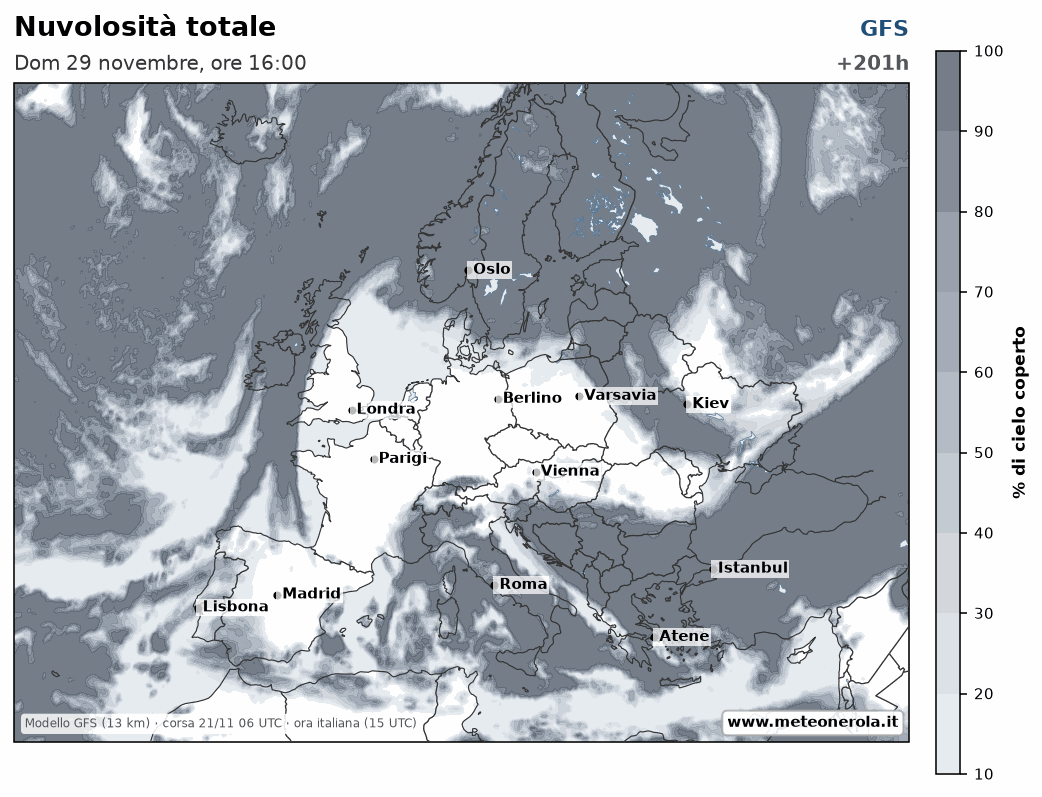 Nuvolosità totale
GFS
Dom 29 novembre, ore 16:00
+201h
100
90
80
70
60
50
40
30
20
10
% di cielo coperto
Oslo
Londra
Berlino
Varsavia
Kiev
Parigi
Vienna
Istanbul
Roma
Madrid
Lisbona
Atene
Modello GFS (13 km) · corsa 21/11 06 UTC · ora italiana (15 UTC)
www.meteonerola.it